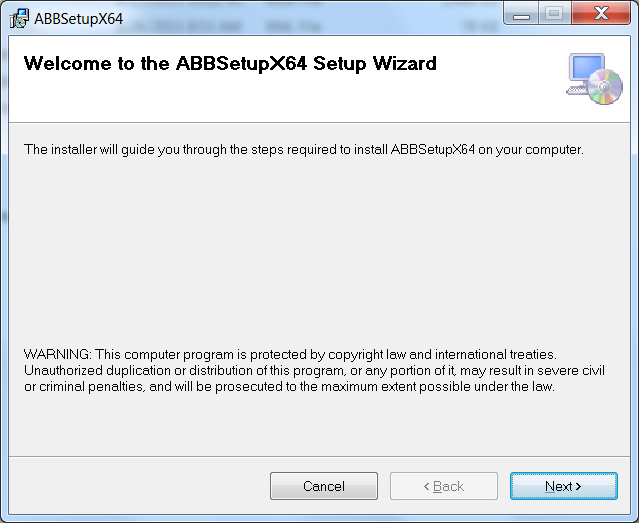 ABBSetupX64
Welcome to the ABBSetupX64 Setup Wizard
The installer will guide you through the steps required to install ABBSetupX64 on your computer.
WARNING: This computer program is protected by copyright law and international treaties.
Unauthorized duplication or distribution of this program, or any portion of it, may result in severe civil
or criminal penalties, and will be prosecuted to the maximum extent possible under the law.
Cancel
< Back
Next >